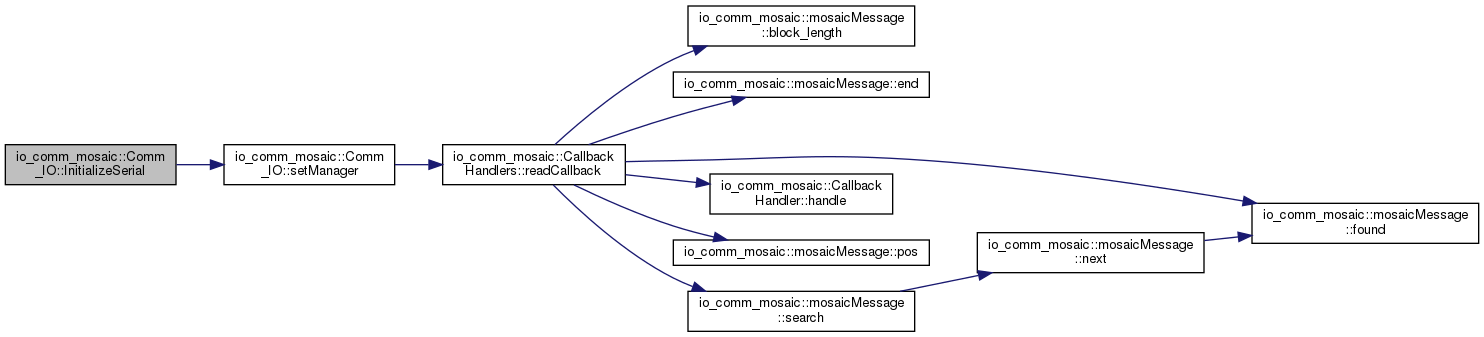 io_comm_mosaic::Comm
_IO::InitializeSerial
io_comm_mosaic::Comm
_IO::setManager
io_comm_mosaic::Callback
Handlers::readCallback
io_comm_mosaic::mosaicMessage
::block_length
io_comm_mosaic::mosaicMessage::end
io_comm_mosaic::Callback
Handler::handle
io_comm_mosaic::mosaicMessage::pos
io_comm_mosaic::mosaicMessage
::search
io_comm_mosaic::mosaicMessage
::next
io_comm_mosaic::mosaicMessage
::found